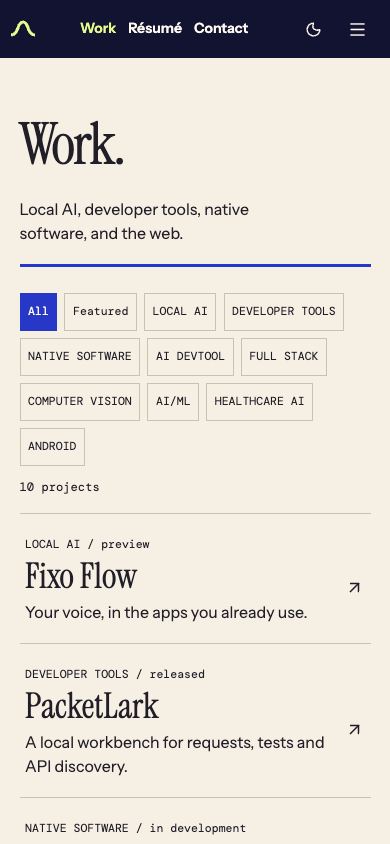 Work Résumé Contact
Work.
Local AI, developer tools, native
software, and the web.
All Featured LOCAL AI DEVELOPER TOOLS
NATIVE SOFTWARE AI DEVTOOL FULL STACK
COMPUTER VISION AI/ML HEALTHCARE AI
ANDROID
10 projects
LOCAL AI / preview
Fixo Flow
Your voice, in the apps you already use.
DEVELOPER TOOLS / released
PacketLark
A local workbench for requests, tests and
API discovery.
NATIVE SOFTWARE / in development